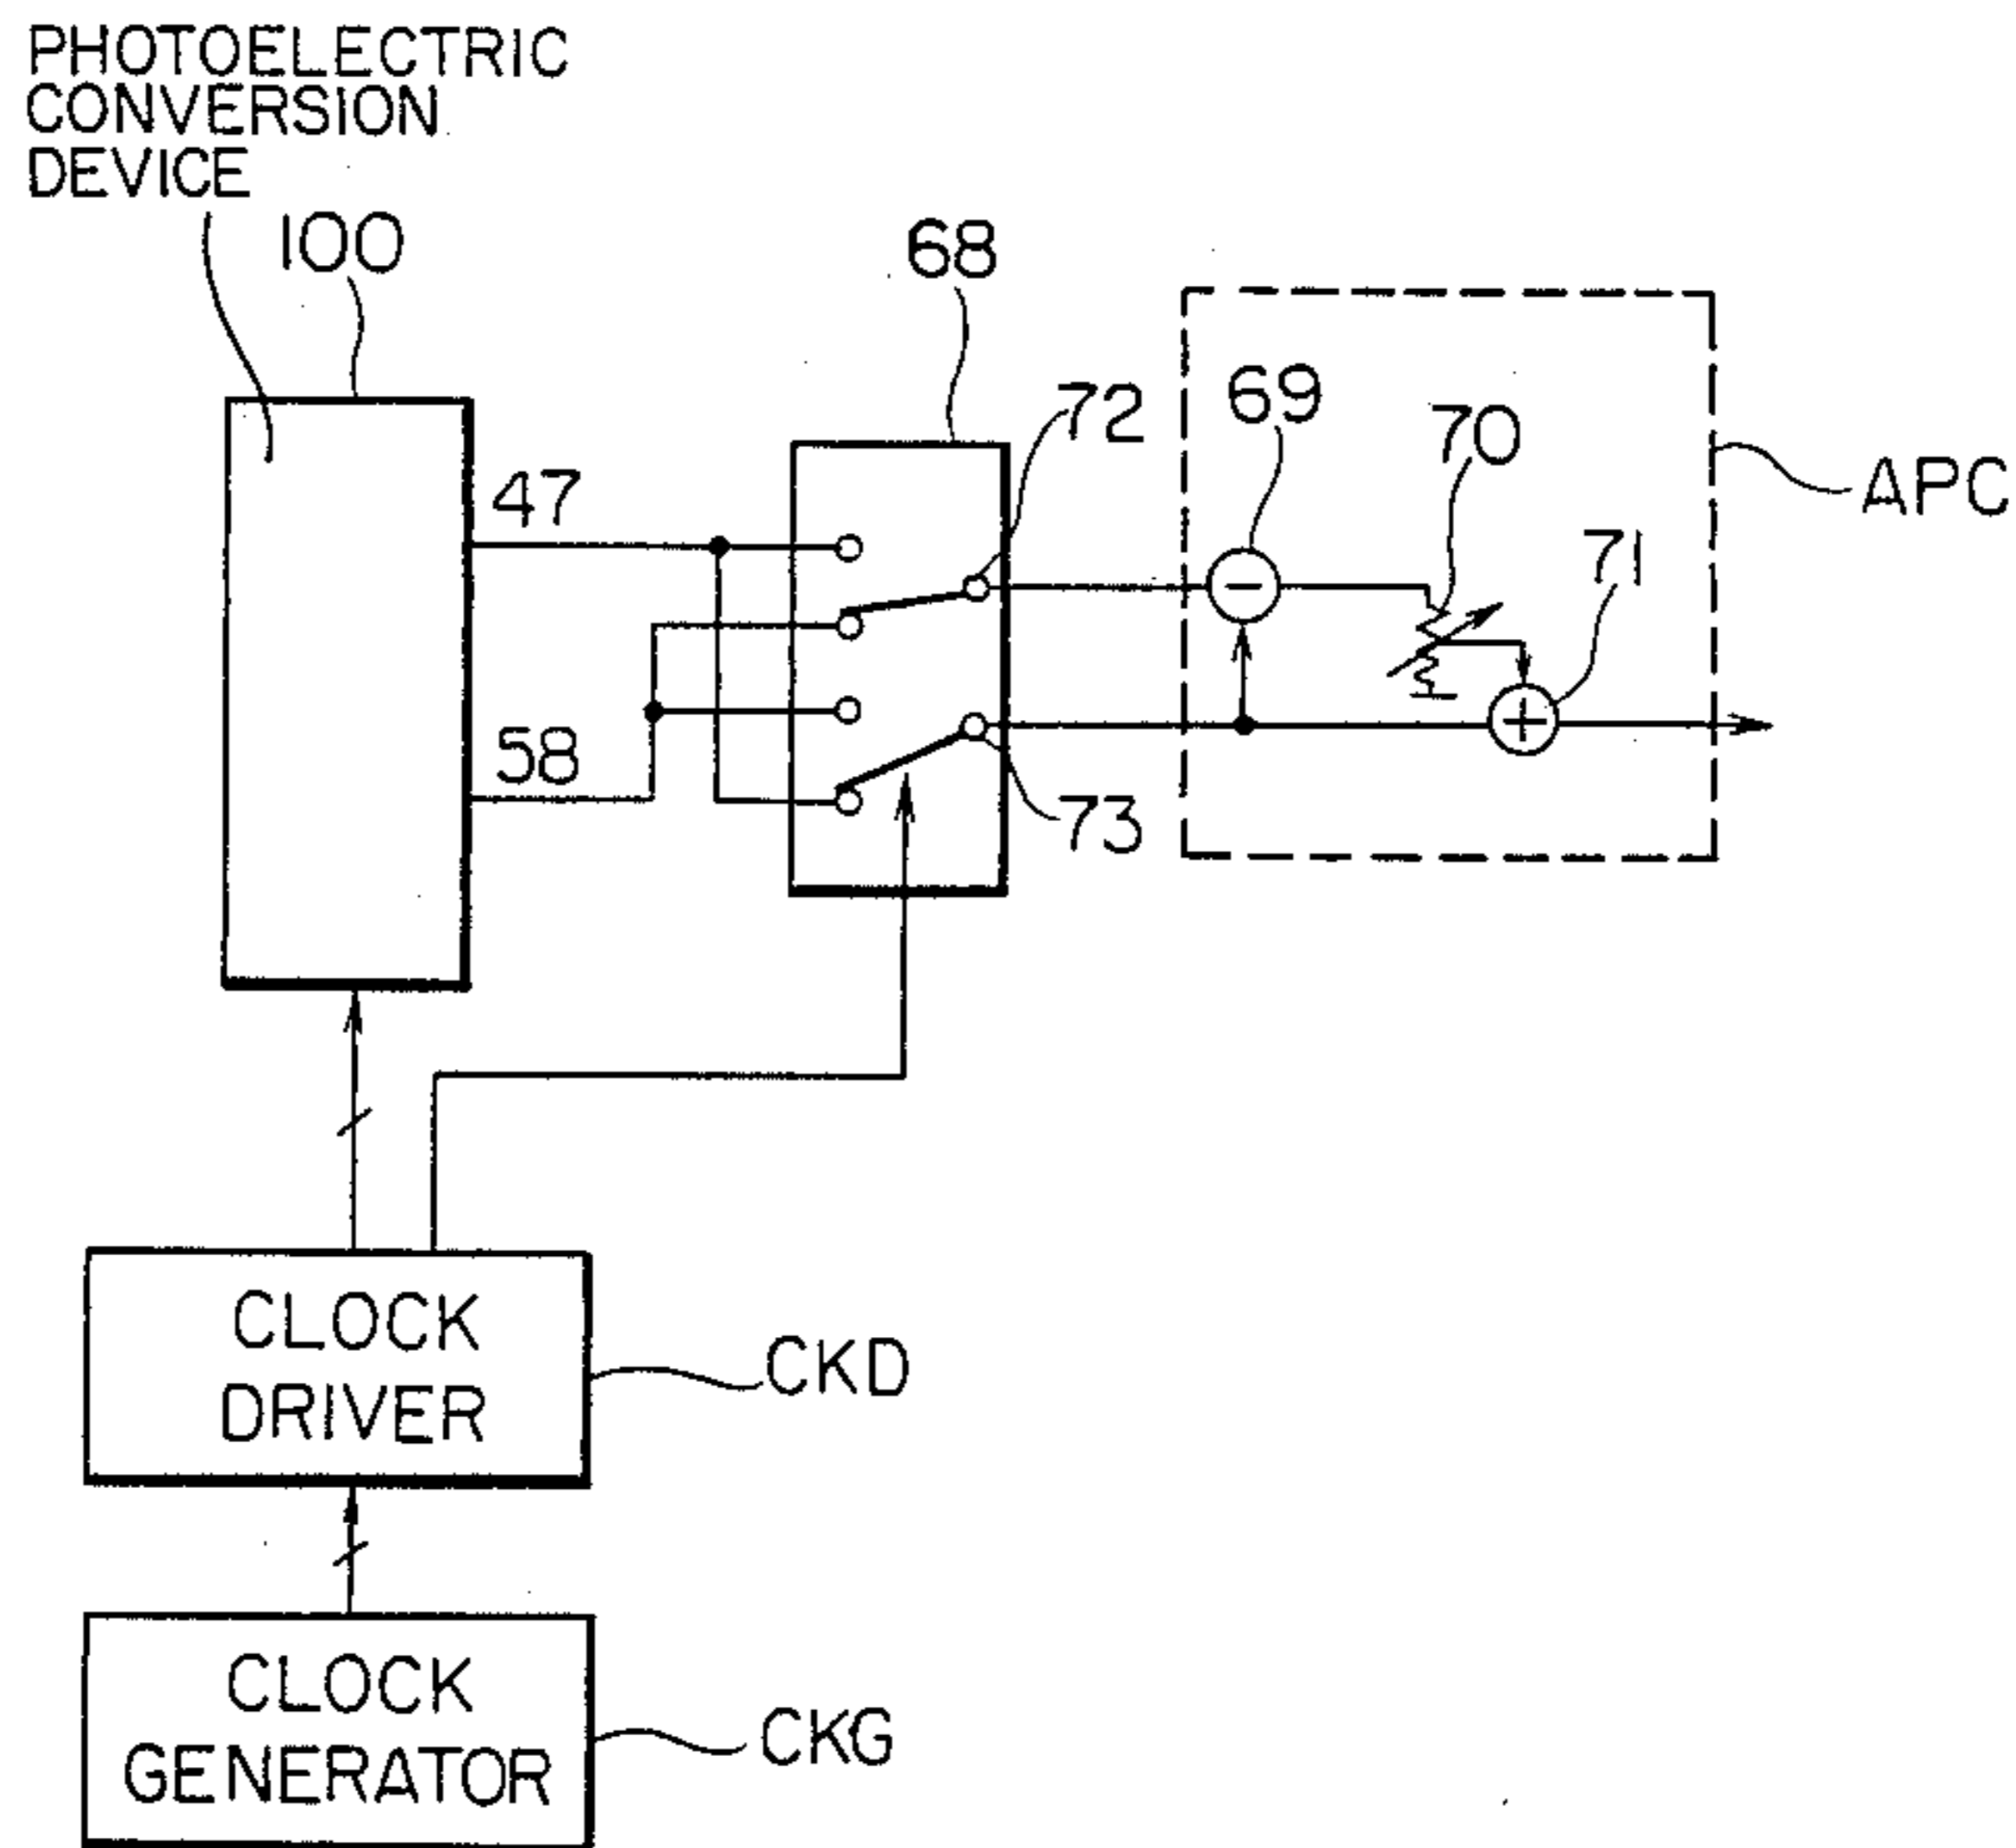 PHOTOELECTRIC
CONVERSION
DEVICE
100
68
72
69
70
APC
47
71
58
73
CLOCK
DRIVER
CKD
CLOCK
GENERATOR
CKG